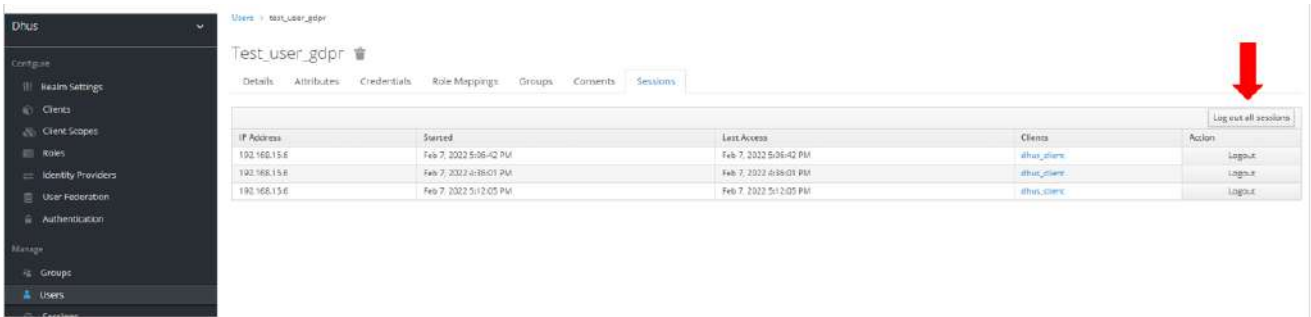 Dhus
Configure
Realm Settings
Clients
Client Scopes
Roles
Identity Providers
User Federation
Authentication
Manage
Groups
Users
Sessions
Users > test_user_gdpr
Test_user_gdpr
Details Attributes Credentials Role Mappings Groups Consents Sessions
Log out all sessions
IP Address Started Last Access Clients Action
192.168.15.6 Feb 7, 2022 5:06:42 PM Feb 7, 2022 5:06:42 PM dhus_client Logout
192.168.15.6 Feb 7, 2022 4:36:01 PM Feb 7, 2022 4:36:01 PM dhus_client Logout
192.168.15.6 Feb 7, 2022 5:12:05 PM Feb 7, 2022 5:12:05 PM dhus_client Logout